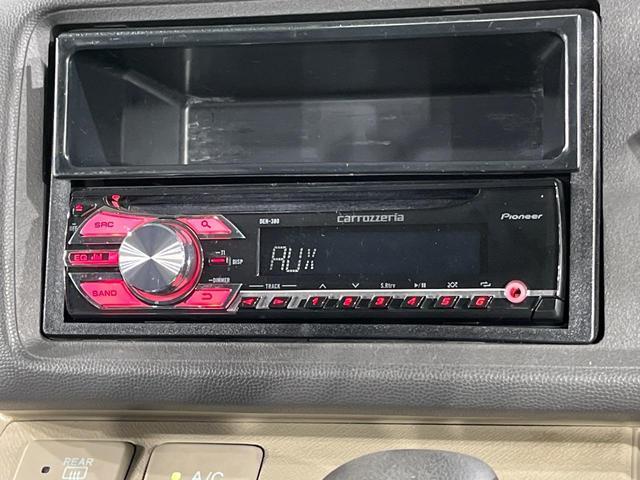 DEH-380
carrozzeria
Pioneer
SRC
DISP
EQ
AUX
DIMMER
BAND
TRACK
S.Rtrv
1 2 3 4 5 6
REAR
A/C